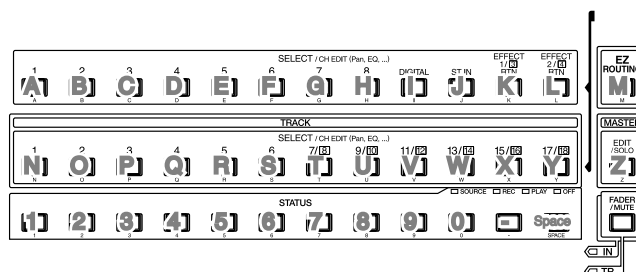 SELECT / CH EDIT (Pan, EQ, ...)
EFFECT 1/3 RTN
EFFECT 2/4 RTN
1 2 3 4 5 6 7 8 DIGITAL ST IN
EZ ROUTING
A B C D E F G H I J K L M
A B C D E F G H I J K L M
TRACK
MASTER
SELECT / CH EDIT (Pan, EQ, ...)
1 2 3 4 5 6 7/8 9/10 11/12 13/14 15/16 17/18
EDIT /SOLO
N O P Q R S T U V W X Y Z
N O P Q R S T U V W X Y Z
SOURCE REC PLAY OFF
STATUS
FADER /MUTE
1 2 3 4 5 6 7 8 9 0 - Space
1 2 3 4 5 6 7 8 9 0 - SPACE
IN
TR